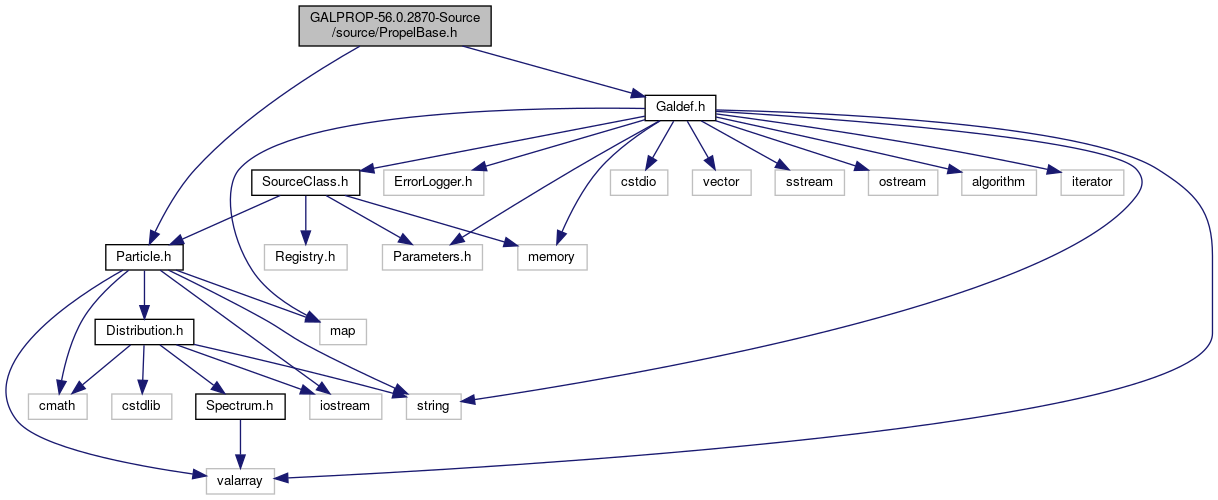 GALPROP-56.0.2870-Source
/source/PropelBase.h
Galdef.h
SourceClass.h
ErrorLogger.h
cstdio
vector
sstream
ostream
algorithm
iterator
Particle.h
Registry.h
Parameters.h
memory
Distribution.h
map
cmath
cstdlib
Spectrum.h
iostream
string
valarray